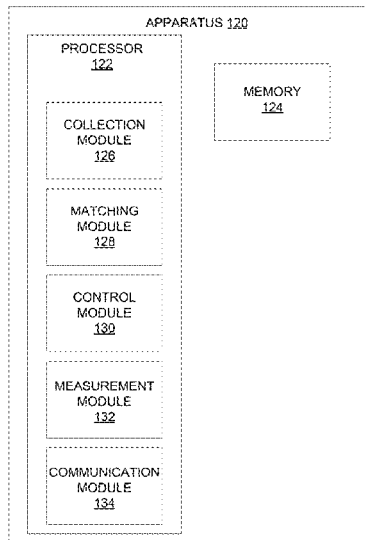 APPARATUS 120
PROCESSOR
122
MEMORY
124
COLLECTION
MODULE
126
MATCHING
MODULE
128
CONTROL
MODULE
130
MEASUREMENT
MODULE
132
COMMUNICATION
MODULE
134